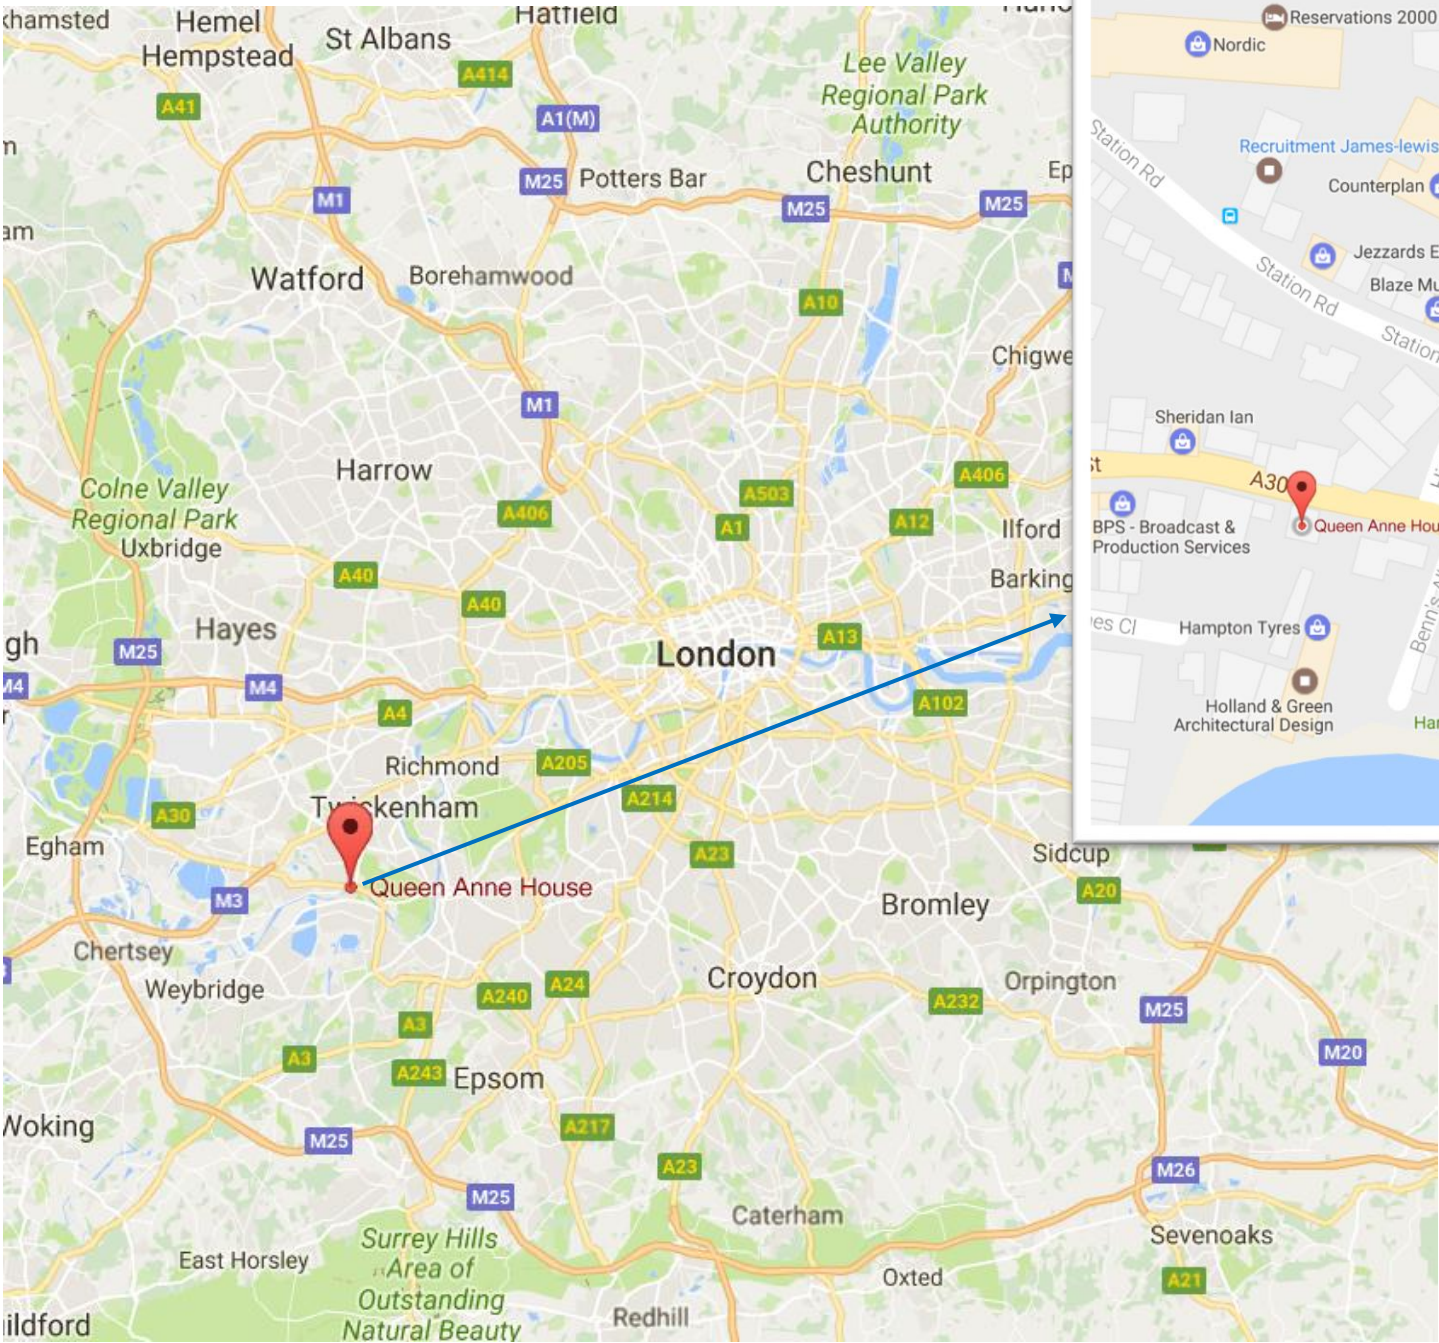 Hemel
Hempstead
St Albans
Hatfield
A414
A41
A1(M)
Lee Valley
Regional Park
Authority
M1
M25
Potters Bar
Cheshunt
M25
M25
Watford
Borehamwood
A10
M1
Harrow
Colne Valley
Regional Park
Uxbridge
A406
A503
A1
A12
A406
Ilford
Barking
A40
A40
Hayes
M25
M4
London
A13
A4
A102
Richmond
A205
Twickenham
A214
A30
Egham
A23
Sidcup
Queen Anne House
M3
A20
Bromley
Chertsey
Weybridge
A240
A24
Croydon
A232
Orpington
M25
A3
A3
A243
Epsom
M20
Woking
M25
A217
A23
M26
M25
Caterham
Sevenoaks
East Horsley
Surrey Hills
Area of
Outstanding
Natural Beauty
Oxted
A21
Redhill
Reservations 2000
Nordic
Station Rd
Recruitment James-lewis
Counterplan
Jezzards E
Station Rd
Blaze Mu
Station
Sheridan Ian
A30
Queen Anne Hou
BPS - Broadcast &
Production Services
Hampton Tyres
Benn's
Holland & Green
Architectural Design